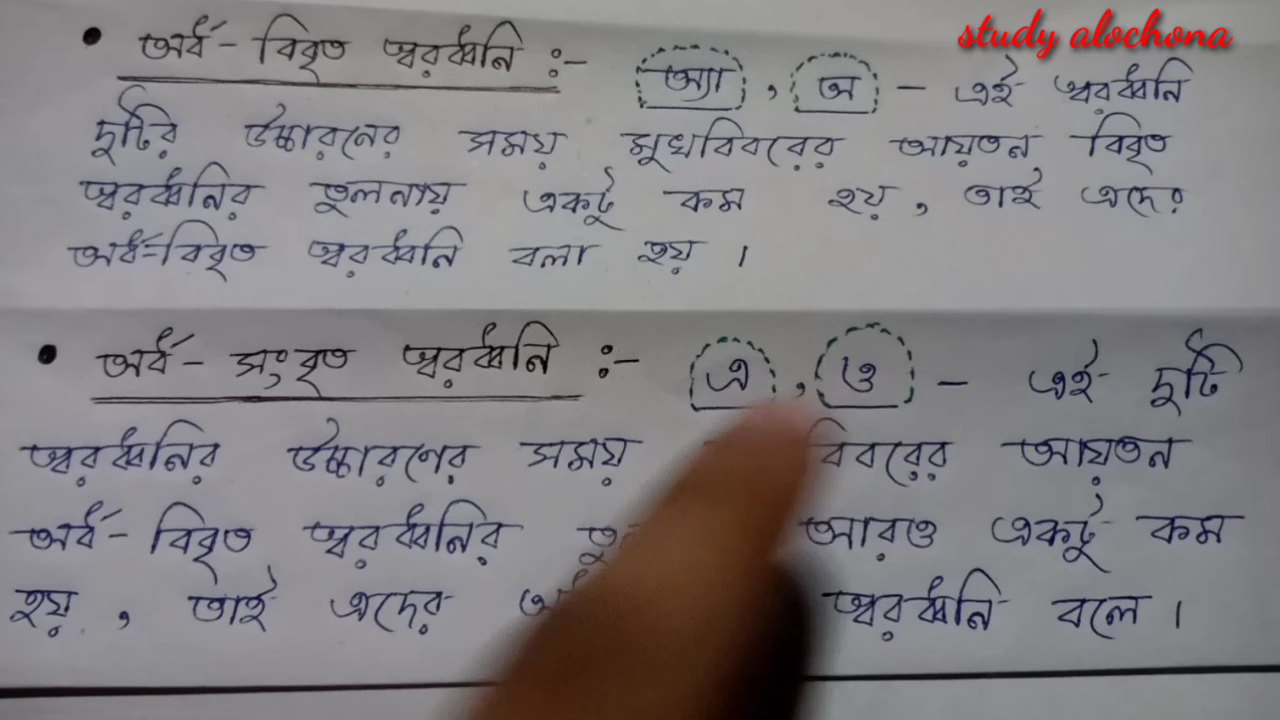 study alochona
• অর্ধ-বিবৃত স্বরধ্বনি :- অ্যা, অ – এই স্বরধ্বনি
দুটির উচ্চারণের সময় মুখবিবরের আয়তন বিবৃত
স্বরধ্বনির তুলনায় একটু কম হয়, তাই এদের
অর্ধ-বিবৃত স্বরধ্বনি বলা হয়।
• অর্ধ-সংবৃত স্বরধ্বনি :- এ, ও – এই দুটি
স্বরধ্বনির উচ্চারণের সময় বিবরের আয়তন
অর্ধ-বিবৃত স্বরধ্বনির আরও একটু কম
হয়, তাই এদের স্বরধ্বনি বলে।